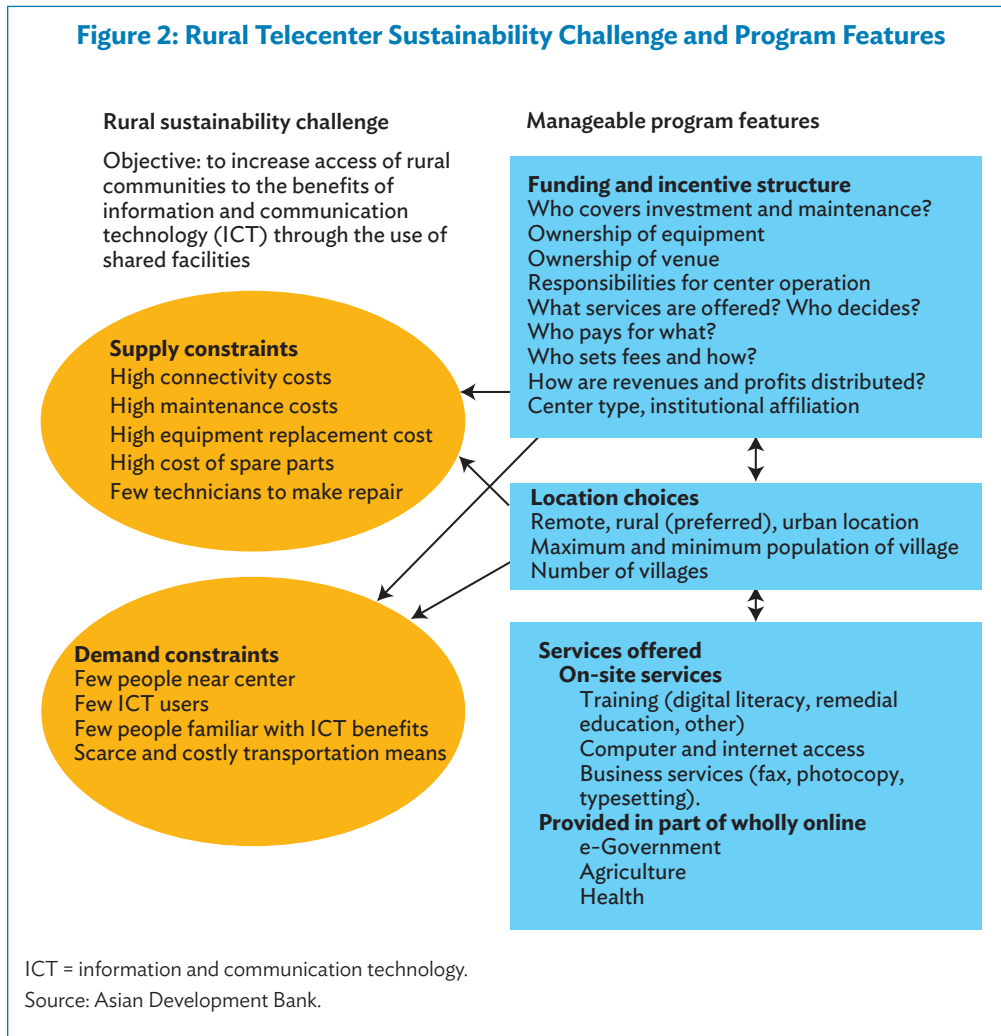 Figure 2: Rural Telecenter Sustainability Challenge and Program Features
Rural sustainability challenge
Objective: to increase access of rural
communities to the benefits of
information and communication
technology (ICT) through the use of
shared facilities
Supply constraints
High connectivity costs
High maintenance costs
High equipment replacement cost
High cost of spare parts
Few technicians to make repair
Demand constraints
Few people near center
Few ICT users
Few people familiar with ICT benefits
Scarce and costly transportation means
Manageable program features
Funding and incentive structure
Who covers investment and maintenance?
Ownership of equipment
Ownership of venue
Responsibilities for center operation
What services are offered? Who decides?
Who pays for what?
Who sets fees and how?
How are revenues and profits distributed?
Center type, institutional affiliation
Location choices
Remote, rural (preferred), urban location
Maximum and minimum population of village
Number of villages
Services offered
On-site services
Training (digital literacy, remedial
education, other)
Computer and internet access
Business services (fax, photocopy,
typesetting).
Provided in part of wholly online
e-Government
Agriculture
Health
ICT = information and communication technology.
Source: Asian Development Bank.